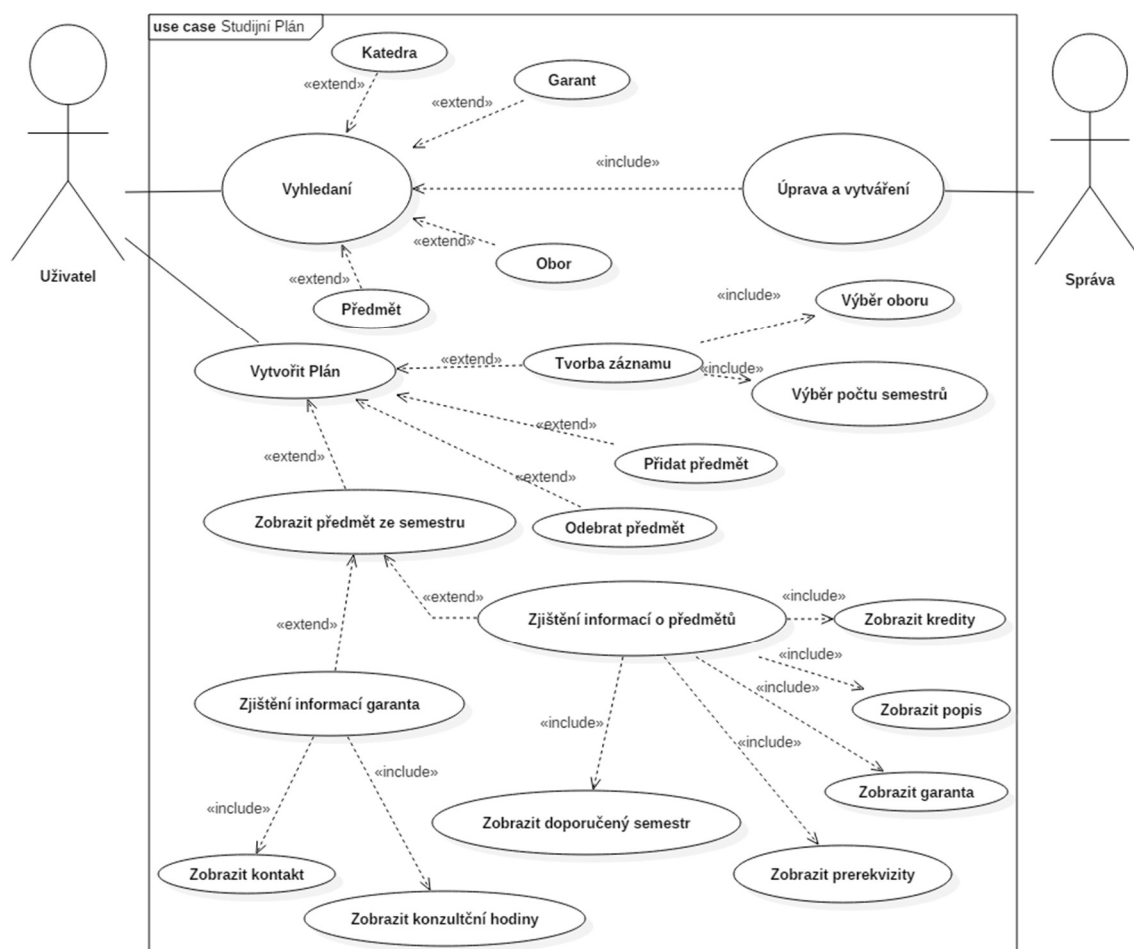 use case Studijní Plán
Katedra
«extend»
Garant
«extend»
Vyhledaní
«include»
Úprava a vytváření
Uživatel
Správa
«extend»
Obor
«extend»
Předmět
«include»
Výběr oboru
Vytvořit Plán
«extend»
Tvorba záznamu
«include»
Výběr počtu semestrů
«extend»
Přidat předmět
«extend»
«extend»
Zobrazit předmět ze semestru
Odebrat předmět
«extend»
«extend»
Zjištění informací o předmětů
«include»
Zobrazit kredity
«include»
Zobrazit popis
«include»
Zjištění informací garanta
«include»
«include»
Zobrazit garanta
«include»
«include»
Zobrazit doporučený semestr
Zobrazit kontakt
Zobrazit prerekvizity
Zobrazit konzultční hodiny